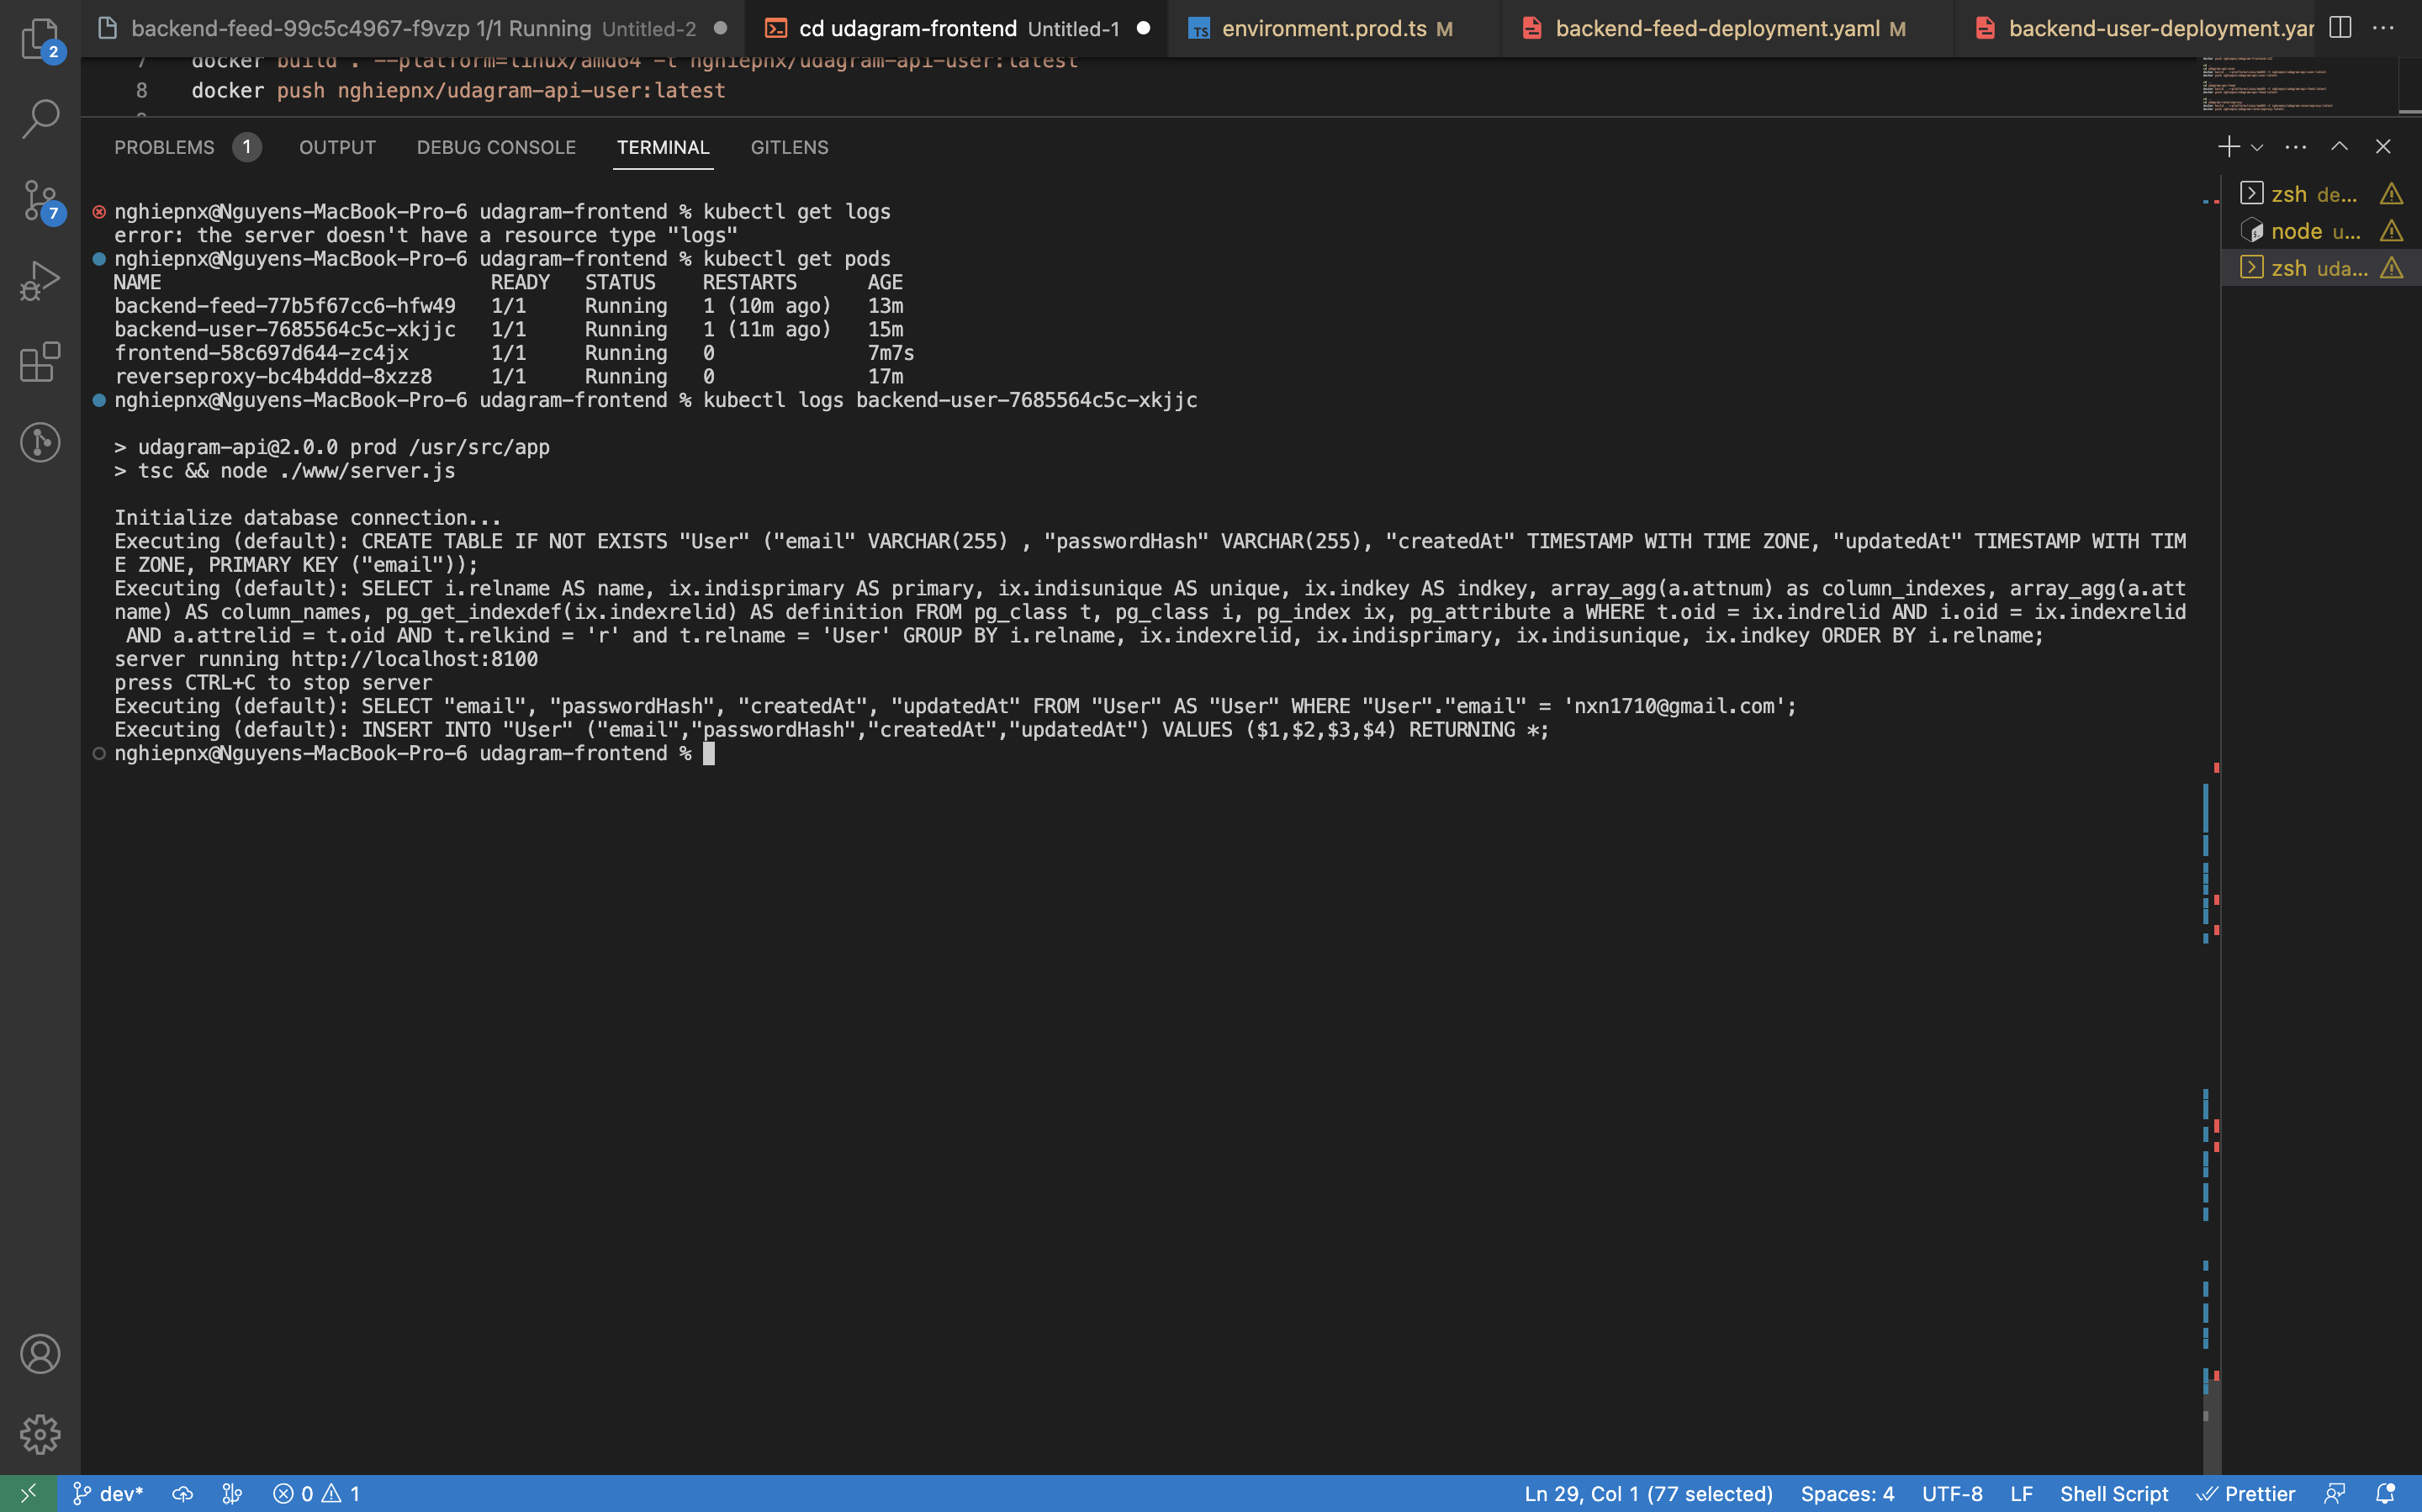 2
backend-feed-99c5c4967-f9vzp 1/1 Running Untitled-2
cd udagram-frontend Untitled-1
TS environment.prod.ts M
backend-feed-deployment.yaml M
backend-user-deployment.yar
7 docker build . --platform=linux/amd64 -t nghiepnx/udagram-api-user:latest
8 docker push nghiepnx/udagram-api-user:latest
PROBLEMS 1 OUTPUT DEBUG CONSOLE TERMINAL GITLENS
7
zsh de...
node u...
zsh uda...
nghiepnx@Nguyens-MacBook-Pro-6 udagram-frontend % kubectl get logs
error: the server doesn't have a resource type "logs"
nghiepnx@Nguyens-MacBook-Pro-6 udagram-frontend % kubectl get pods
NAME READY STATUS RESTARTS AGE
backend-feed-77b5f67cc6-hfw49 1/1 Running 1 (10m ago) 13m
backend-user-7685564c5c-xkjjc 1/1 Running 1 (11m ago) 15m
frontend-58c697d644-zc4jx 1/1 Running 0 7m7s
reverseproxy-bc4b4ddd-8xzz8 1/1 Running 0 17m
nghiepnx@Nguyens-MacBook-Pro-6 udagram-frontend % kubectl logs backend-user-7685564c5c-xkjjc
> udagram-api@2.0.0 prod /usr/src/app
> tsc && node ./www/server.js
Initialize database connection...
Executing (default): CREATE TABLE IF NOT EXISTS "User" ("email" VARCHAR(255) , "passwordHash" VARCHAR(255), "createdAt" TIMESTAMP WITH TIME ZONE, "updatedAt" TIMESTAMP WITH TIM
E ZONE, PRIMARY KEY ("email"));
Executing (default): SELECT i.relname AS name, ix.indisprimary AS primary, ix.indisunique AS unique, ix.indkey AS indkey, array_agg(a.attnum) as column_indexes, array_agg(a.att
name) AS column_names, pg_get_indexdef(ix.indexrelid) AS definition FROM pg_class t, pg_class i, pg_index ix, pg_attribute a WHERE t.oid = ix.indrelid AND i.oid = ix.indexrelid
AND a.attrelid = t.oid AND t.relkind = 'r' and t.relname = 'User' GROUP BY i.relname, ix.indexrelid, ix.indisprimary, ix.indisunique, ix.indkey ORDER BY i.relname;
server running http://localhost:8100
press CTRL+C to stop server
Executing (default): SELECT "email", "passwordHash", "createdAt", "updatedAt" FROM "User" AS "User" WHERE "User"."email" = 'nxn1710@gmail.com';
Executing (default): INSERT INTO "User" ("email","passwordHash","createdAt","updatedAt") VALUES ($1,$2,$3,$4) RETURNING *;
nghiepnx@Nguyens-MacBook-Pro-6 udagram-frontend %
dev* 0 1 Ln 29, Col 1 (77 selected) Spaces: 4 UTF-8 LF Shell Script Prettier